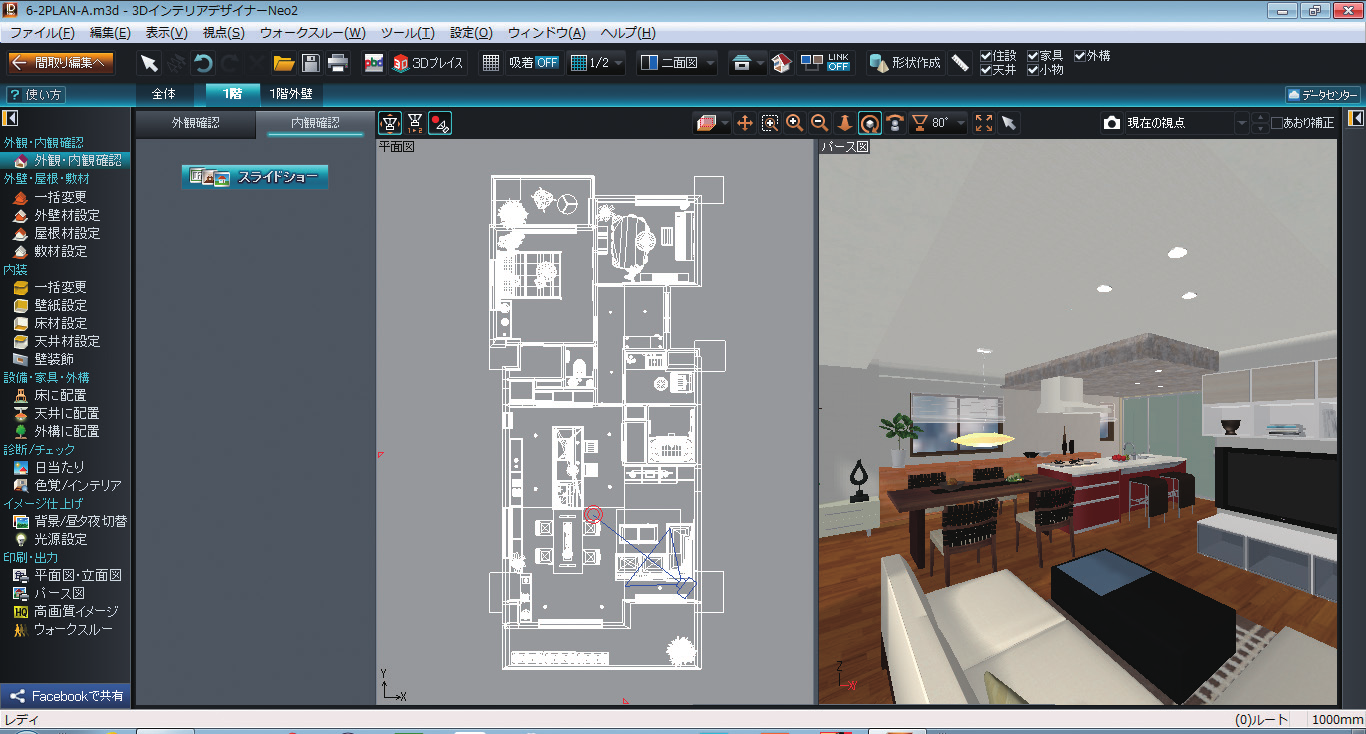 6-2PLAN-A.m3d - 3DインテリアデザイナーNeo2
ファイル(F) 編集(E) 表示(V) 視点(S) ウォークスルー(W) ツール(T) 設定(O) ウィンドウ(A) ヘルプ(H)
間取り編集へ pbc 3Dプレイス 吸着 OFF 1/2 二面図 LINK OFF 形状作成 住設 家具 外構
天井 小物
? 使い方 全体 1階 1階外壁 データセンター
外観確認 内観確認 80° 現在の視点 あおり補正
スライドショー
平面図
パース図
外観・内観確認
外観・内観確認
外壁・屋根・敷材
一括変更
外壁材設定
屋根材設定
敷材設定
内装
一括変更
壁紙設定
床材設定
天井材設定
壁装飾
設備・家具・外構
床に配置
天井に配置
外構に配置
診断/チェック
日当たり
色覚/インテリア
イメージ仕上げ
背景/昼夕夜切替
光源設定
印刷・出力
平面図・立面図
パース図
HQ 高画質イメージ
ウォークスルー
Facebookで共有
Y
X
Z
レディ (0)ルート 1000mm